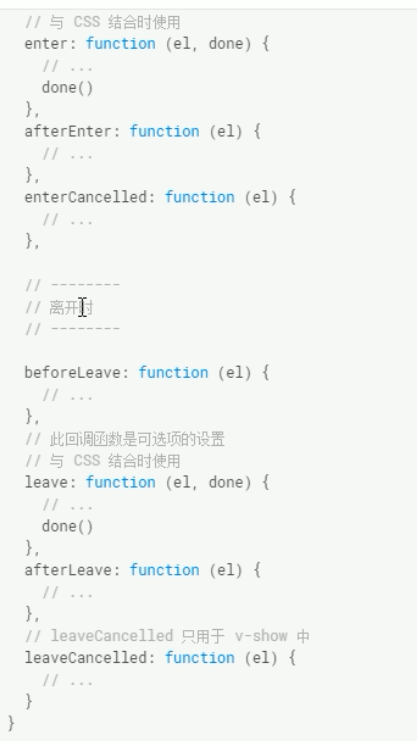 // 与 CSS 结合时使用
enter: function (el, done) {
// ...
done()
},
afterEnter: function (el) {
// ...
},
enterCancelled: function (el) {
// ...
},
// --------
// 离开时
// --------
beforeLeave: function (el) {
// ...
},
// 此回调函数是可选项的设置
// 与 CSS 结合时使用
leave: function (el, done) {
// ...
done()
},
afterLeave: function (el) {
// ...
},
// leaveCancelled 只用于 v-show 中
leaveCancelled: function (el) {
// ...
}
}